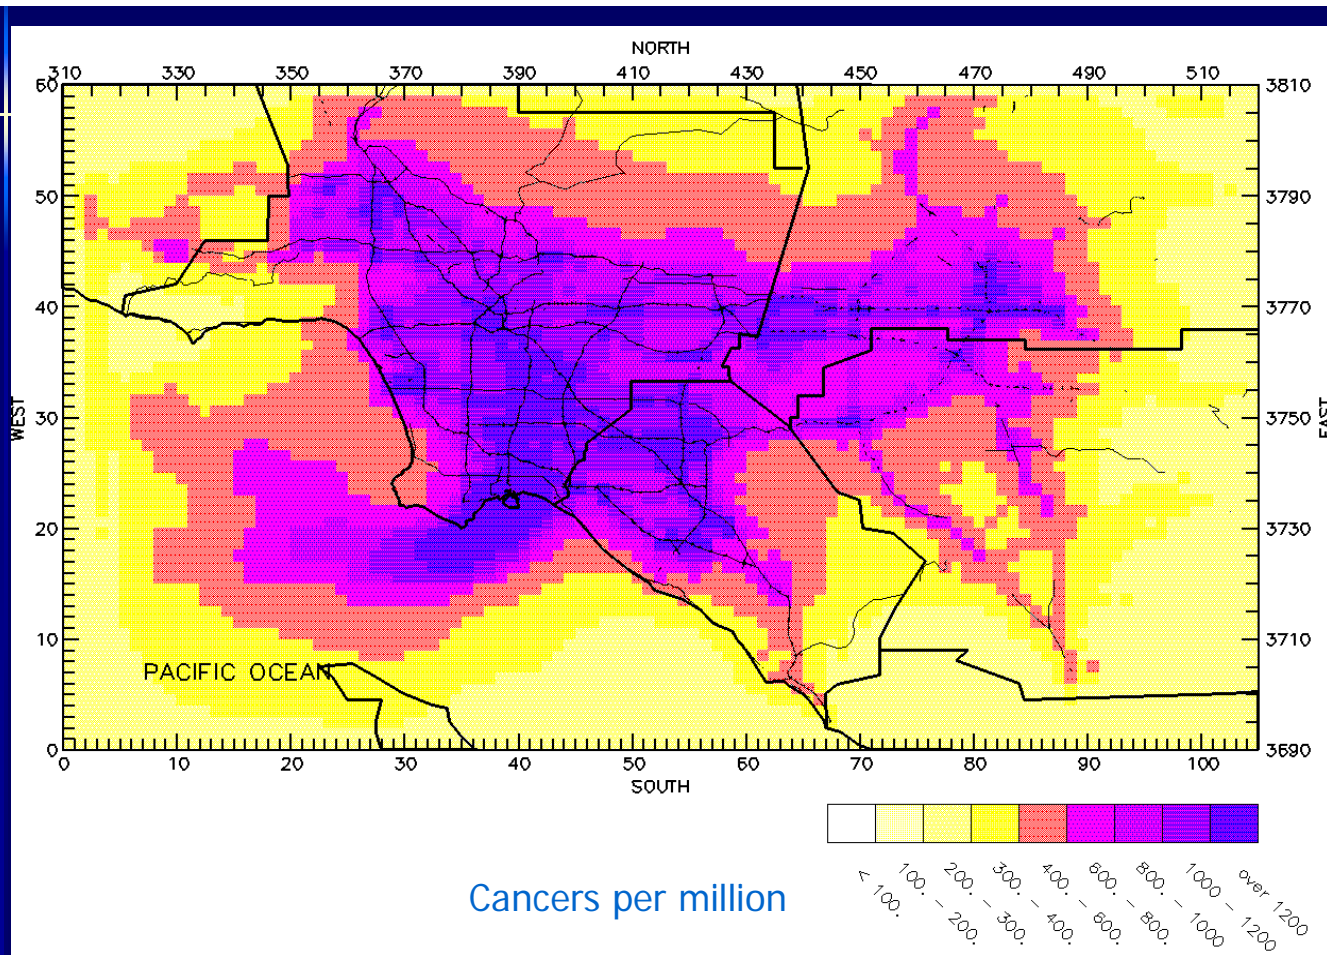 NORTH
310 330 350 370 390 410 430 450 470 490 510
60 3810
50 3790
40 3770
WEST 30 3750 EAST
20 3730
10 3710
PACIFIC OCEAN
0 3690
0 10 20 30 40 50 60 70 80 90 100
SOUTH
< 100.
100. - 200.
200. - 300.
300. - 400.
400. - 600.
600. - 800.
800. - 1000
1000 - 1200
over 1200
Cancers per million